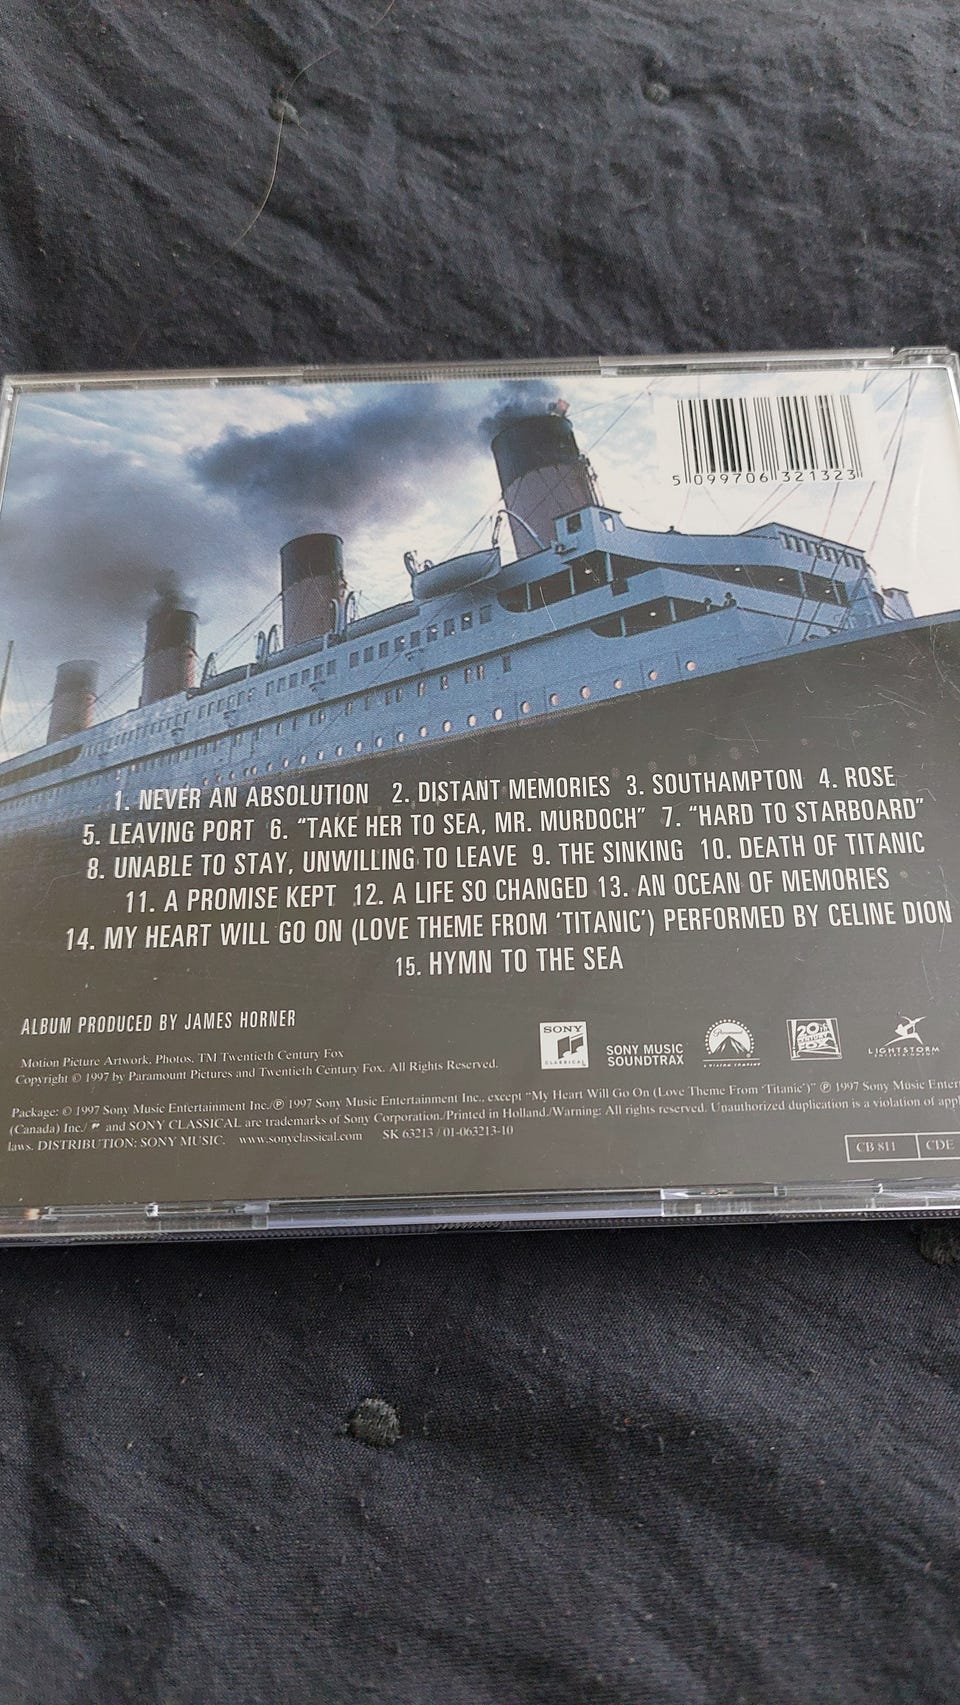 5 099706 321323
1. NEVER AN ABSOLUTION 2. DISTANT MEMORIES 3. SOUTHAMPTON 4. ROSE
5. LEAVING PORT 6. “TAKE HER TO SEA, MR. MURDOCH” 7. “HARD TO STARBOARD”
8. UNABLE TO STAY, UNWILLING TO LEAVE 9. THE SINKING 10. DEATH OF TITANIC
11. A PROMISE KEPT 12. A LIFE SO CHANGED 13. AN OCEAN OF MEMORIES
14. MY HEART WILL GO ON (LOVE THEME FROM ‘TITANIC’) PERFORMED BY CELINE DION
15. HYMN TO THE SEA
ALBUM PRODUCED BY JAMES HORNER
SONY
CLASSICAL
SONY MUSIC
SOUNDTRAX
Paramount
20th
CENTURY
FOX
LIGHTSTORM
Motion Picture Artwork, Photos, TM Twentieth Century Fox
Copyright © 1997 by Paramount Pictures and Twentieth Century Fox. All Rights Reserved.
Package: © 1997 Sony Music Entertainment Inc./℗ 1997 Sony Music Entertainment Inc., except “My Heart Will Go On (Love Theme From ‘Titanic’)” ℗ 1997 Sony Music Enter
(Canada) Inc./ and SONY CLASSICAL are trademarks of Sony Corporation./Printed in Holland./Warning: All rights reserved. Unauthorized duplication is a violation of appl
laws. DISTRIBUTION: SONY MUSIC. www.sonyclassical.com SK 63213 / 01-063213-10
CB 811 CDE